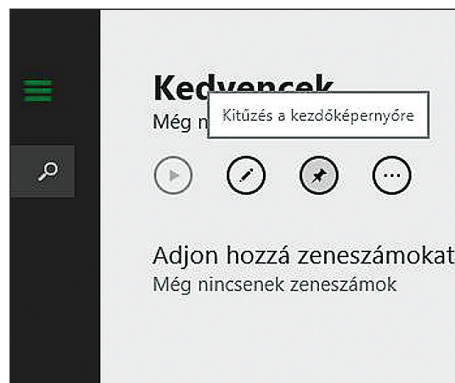 Kedvencek
Még n
Kitűzés a kezdőképernyőre
Adjon hozzá zeneszámokat
Még nincsenek zeneszámok